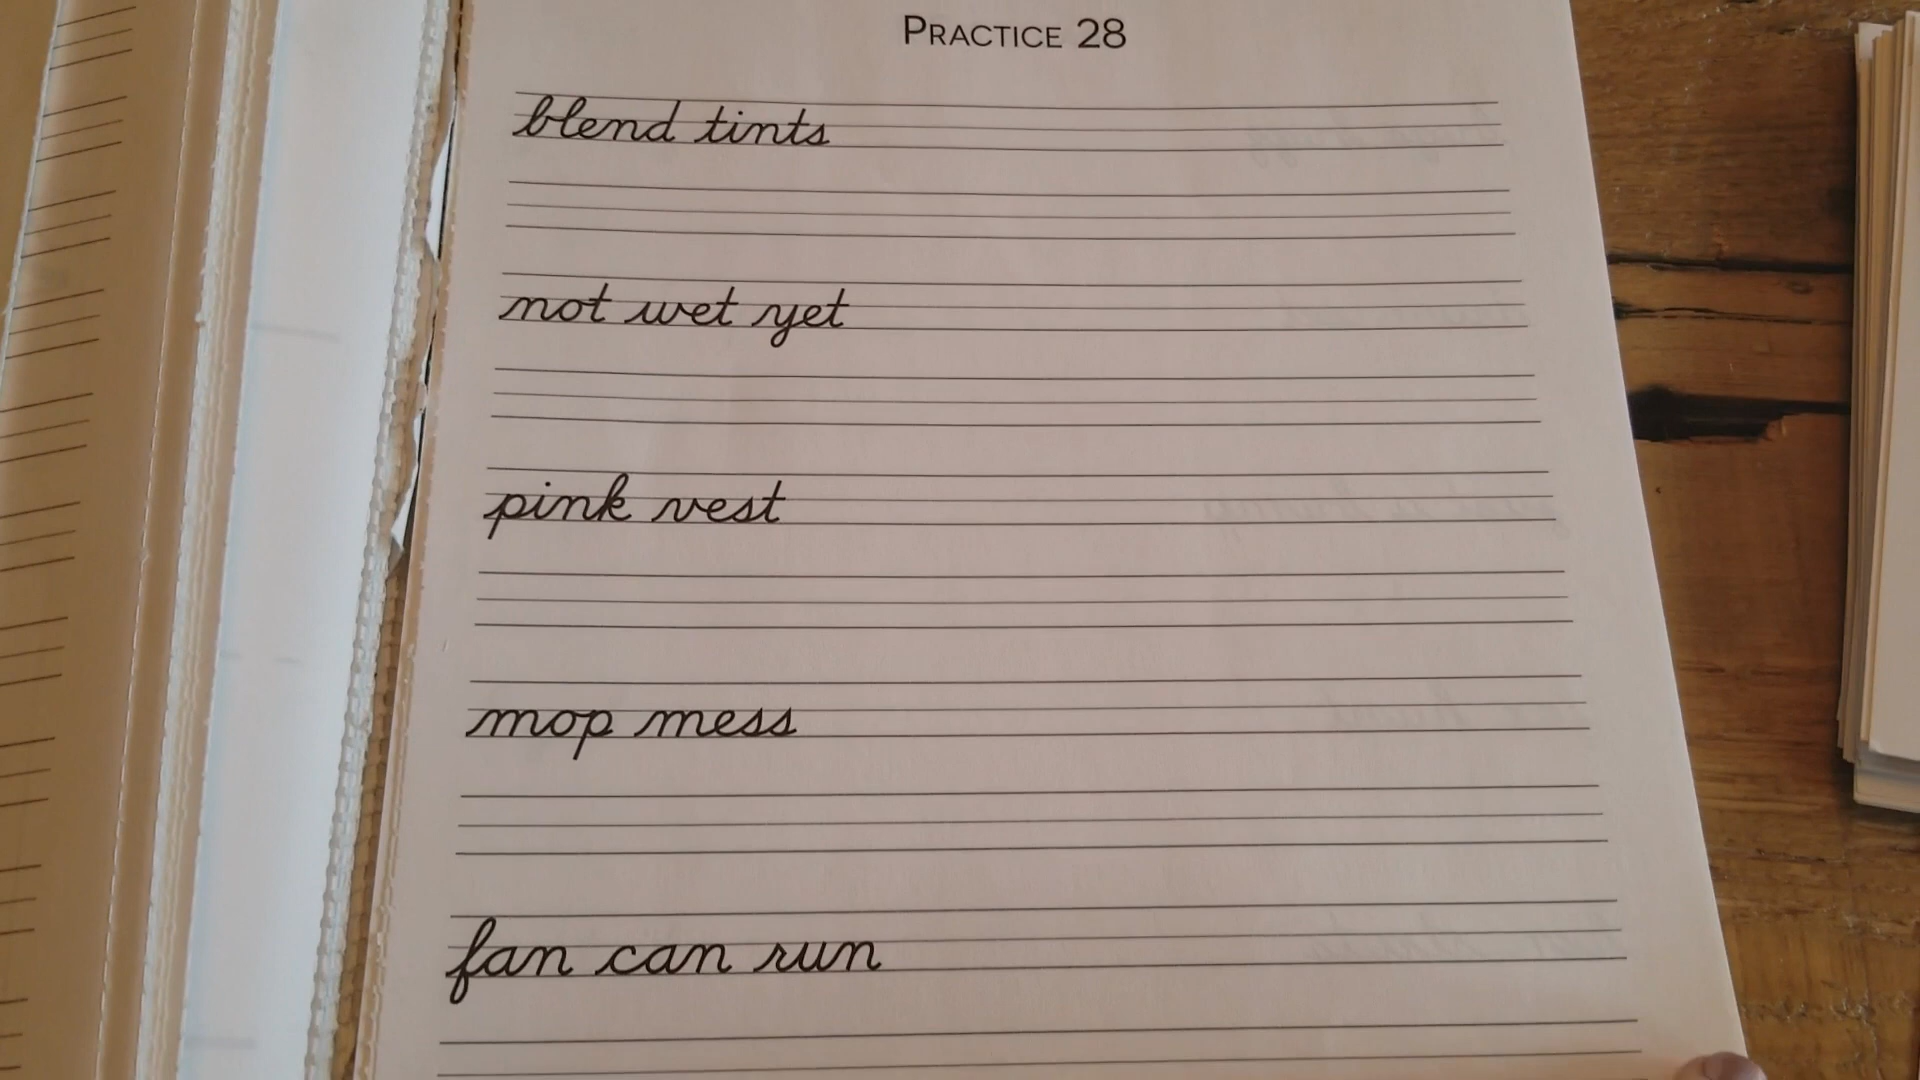 PRACTICE 28
blend tints
not wet yet
pink vest
mop mess
fan can run